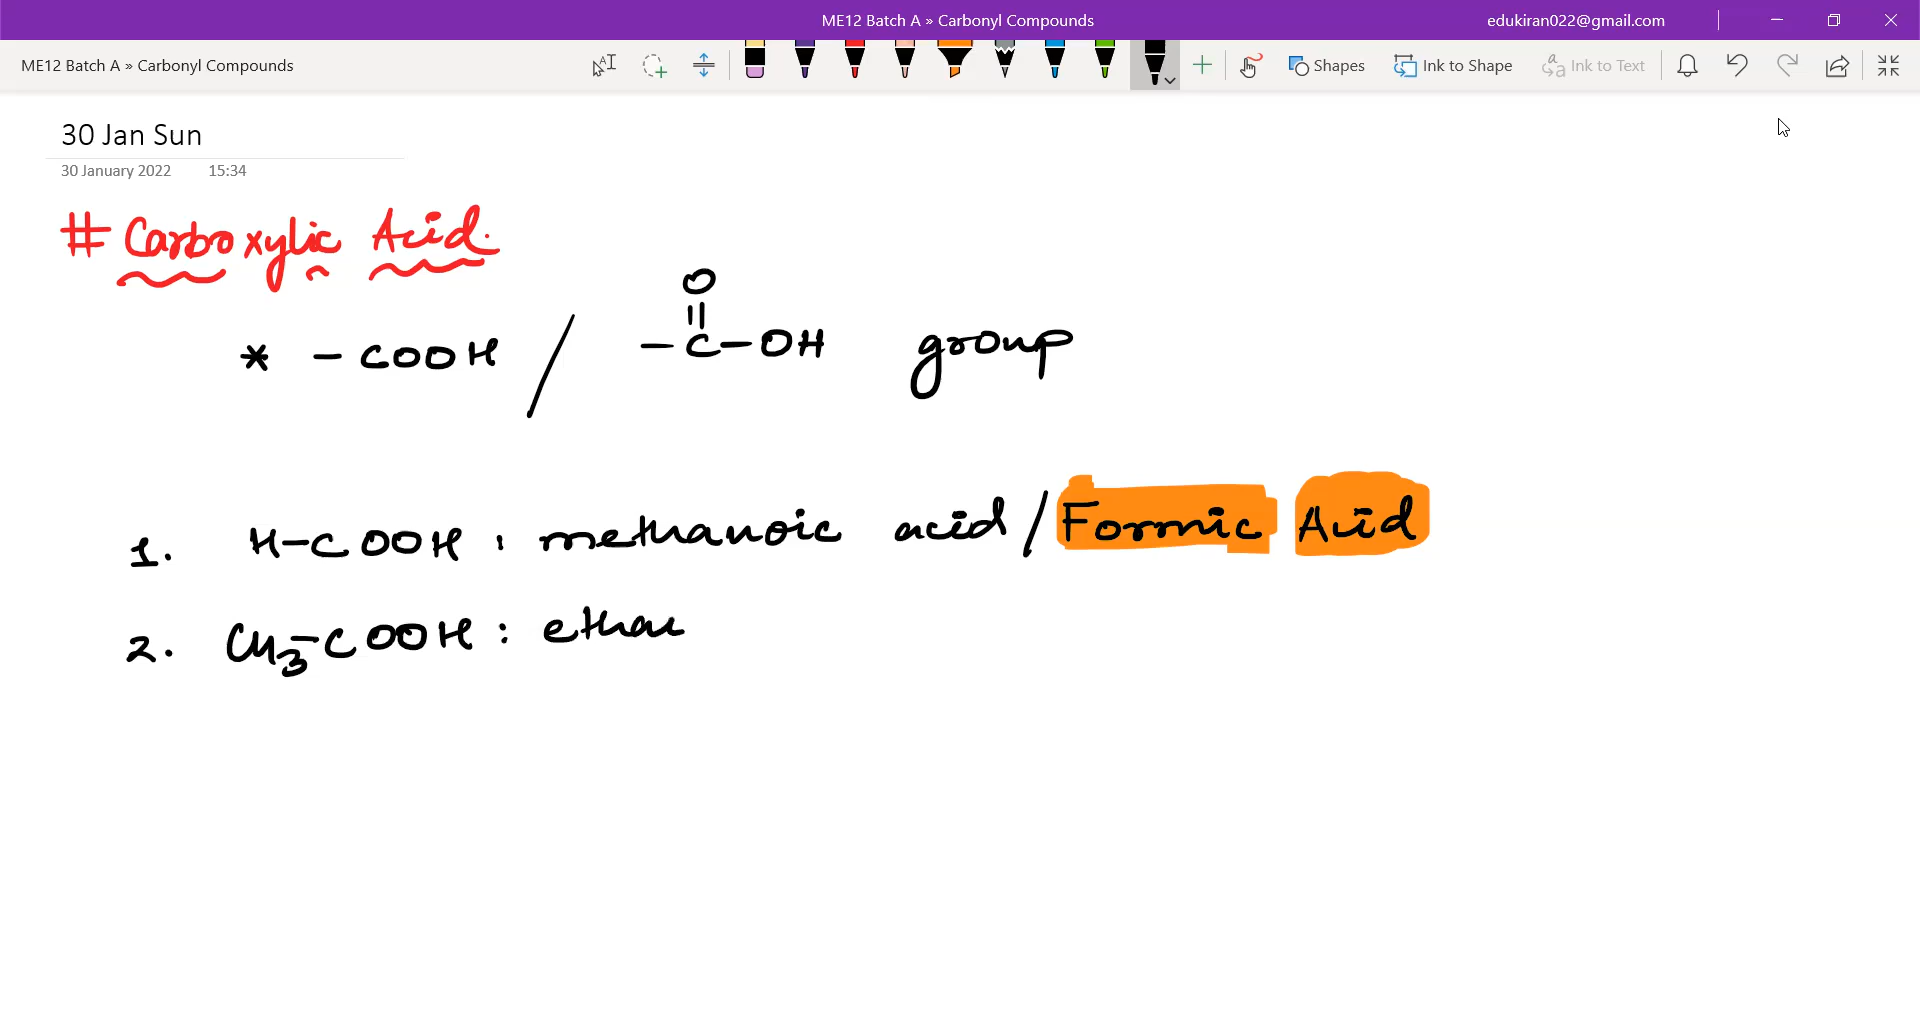 ME12 Batch A » Carbonyl Compounds edukiran022@gmail.com
ME12 Batch A » Carbonyl Compounds Shapes Ink to Shape Ink to Text
30 Jan Sun
30 January 2022 15:34
# Carboxylic Acid.
O
||
* - COOH / - C - OH group
1. H-COOH : methanoic acid / Formic Acid
2. CH3-COOH : ethan